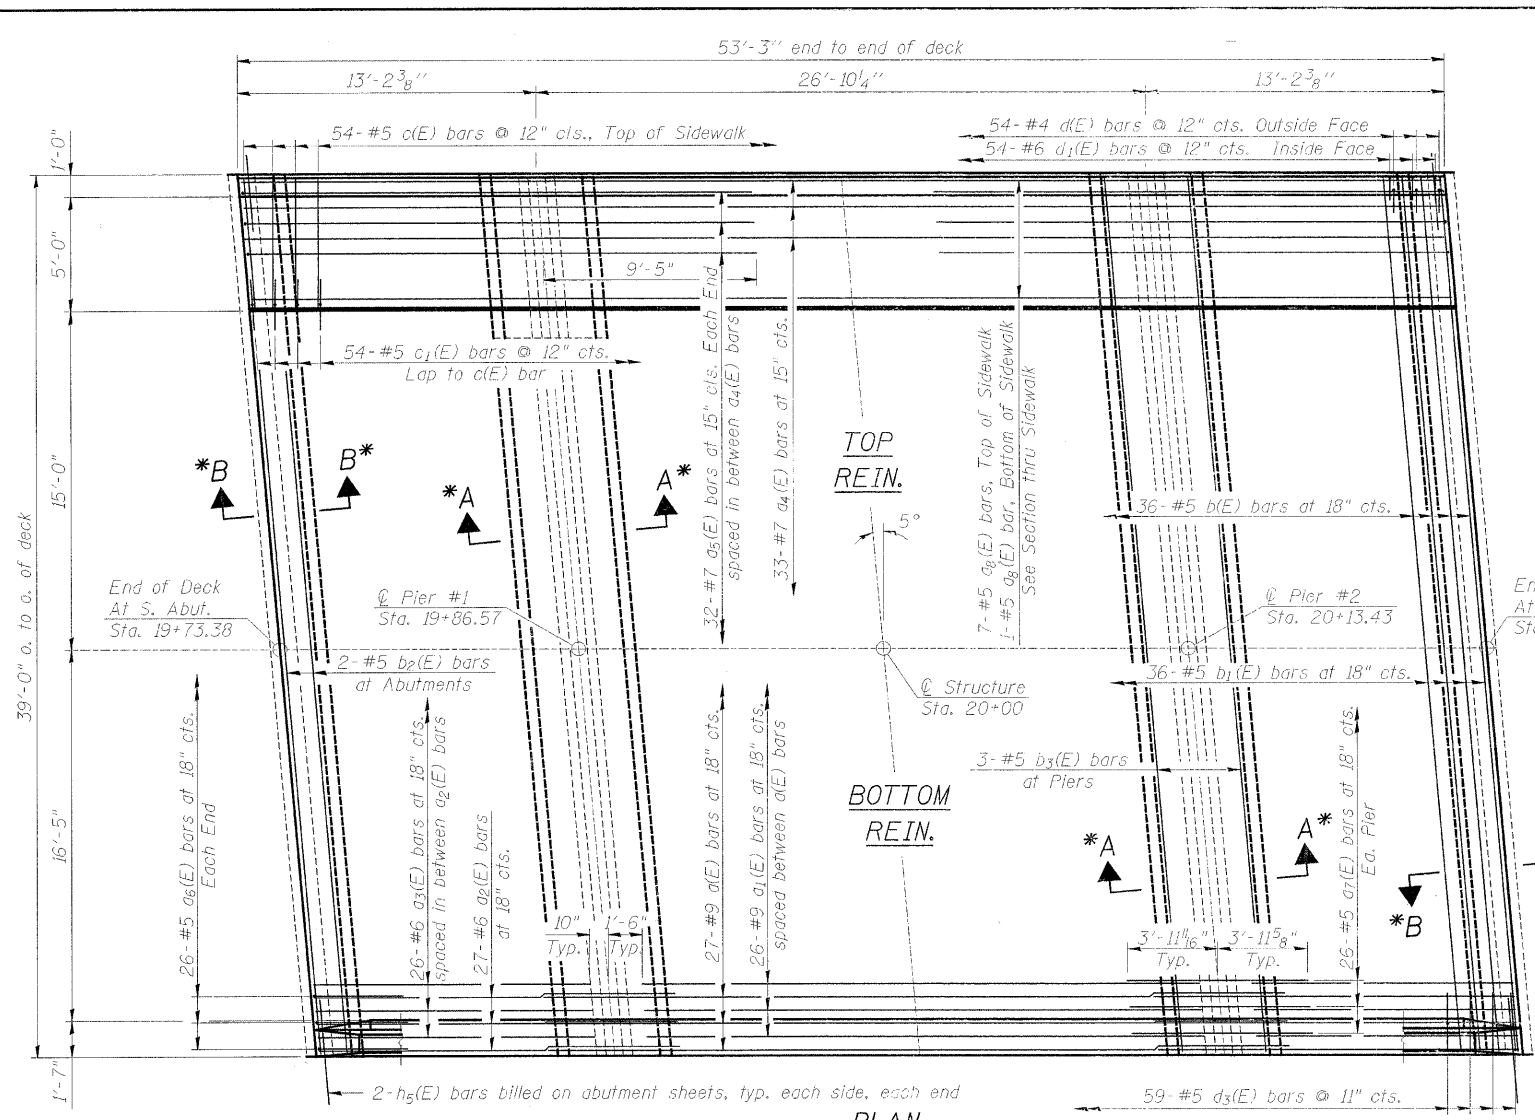 53'-3" end to end of deck
13'-2 3/8"
26'-10 1/4"
13'-2 3/8"
54-#5 c(E) bars @ 12" cts., Top of Sidewalk
54-#4 d(E) bars @ 12" cts. Outside Face
54-#6 d1(E) bars @ 12" cts. Inside Face
1'-0"
5'-0"
15'-0"
16'-5"
1'-7"
39'-0" o. to o. of deck
9'-5"
54-#5 c1(E) bars @ 12" cts.
Lap to c(E) bar
32-#7 a5(E) bars at 15" cts. Each End
spaced in between a4(E) bars
33-#7 a4(E) bars at 15" cts.
7-#5 a8(E) bars, Top of Sidewalk
1-#5 a8(E) bar, Bottom of Sidewalk
See Section thru Sidewalk
TOP
REIN.
5°
*B
B*
*A
A*
36-#5 b(E) bars at 18" cts.
End of Deck
At S. Abut.
Sta. 19+73.38
℄ Pier #1
Sta. 19+86.57
℄ Pier #2
Sta. 20+13.43
En
At
Sta
2-#5 b2(E) bars
at Abutments
℄ Structure
Sta. 20+00
36-#5 b1(E) bars at 18" cts.
26-#5 a6(E) bars at 18" cts.
Each End
26-#6 a3(E) bars at 18" cts.
spaced in between a2(E) bars
27-#6 a2(E) bars
at 18" cts.
27-#9 a(E) bars at 18" cts.
26-#9 a1(E) bars at 18" cts.
spaced between a(E) bars
BOTTOM
REIN.
3-#5 b3(E) bars
at Piers
26-#5 a7(E) bars at 18" cts.
Ea. Pier
*A
A*
*B
10"
Typ.
1'-6"
Typ.
3'-11 11/16"
Typ.
3'-11 5/8"
Typ.
2-h5(E) bars billed on abutment sheets, typ. each side, each end
59-#5 d3(E) bars @ 11" cts.
PLAN